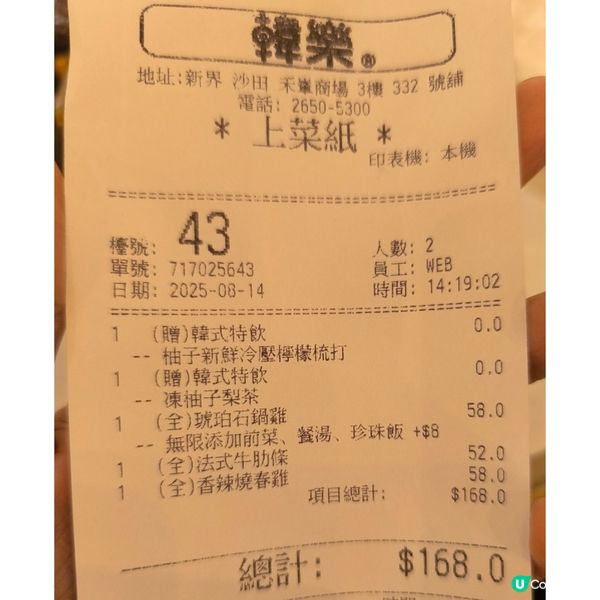 韓樂®
地址:新界 沙田 禾輋商場 3樓 332 號舖
電話: 2650-5300
* 上菜紙 *
印表機: 本機
檯號: 43 人數: 2
單號: 717025643 員工: WEB
日期: 2025-08-14 時間: 14:19:02
1 (贈)韓式特飲 0.0
-- 柚子新鮮冷壓檸檬梳打
1 (贈)韓式特飲 0.0
-- 凍柚子梨茶
1 (全)琥珀石鍋雞 58.0
-- 無限添加前菜、餐湯、珍珠飯 +$8
1 (全)法式牛肋條 52.0
1 (全)香辣燒春雞 58.0
項目總計: $168.0
總計: $168.0